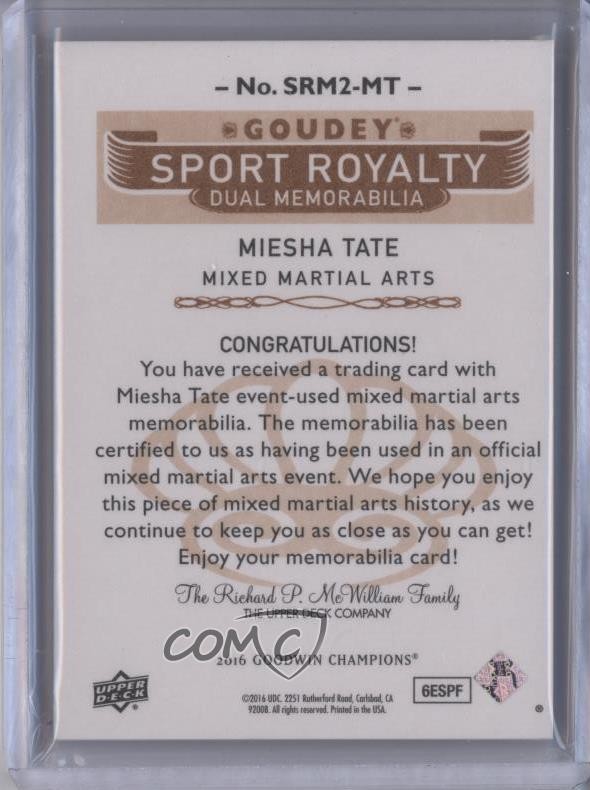 – No. SRM2-MT –
GOUDEY®
SPORT ROYALTY
DUAL MEMORABILIA
MIESHA TATE
MIXED MARTIAL ARTS
CONGRATULATIONS!
You have received a trading card with
Miesha Tate event-used mixed martial arts
memorabilia. The memorabilia has been
certified to us as having been used in an official
mixed martial arts event. We hope you enjoy
this piece of mixed martial arts history, as we
continue to keep you as close as you can get!
Enjoy your memorabilia card!
The Richard P. McWilliam Family
THE UPPER DECK COMPANY
COMC
2016 GOODWIN CHAMPIONS®
UPPER
D·E·C·K®
©2016 UDC. 2251 Rutherford Road, Carlsbad, CA
92008. All rights reserved. Printed in the USA.
6ESPF
®